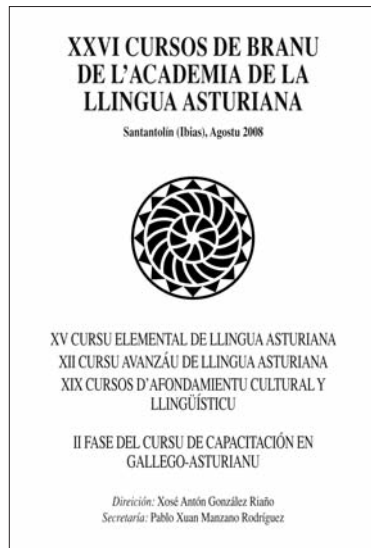 XXVI CURSOS DE BRANU
DE L'ACADEMIA DE LA
LLINGUA ASTURIANA
Santantolín (Ibias), Agostu 2008
XV CURSU ELEMENTAL DE LLINGUA ASTURIANA
XII CURSU AVANZÁU DE LLINGUA ASTURIANA
XIX CURSOS D'AFONDAMIENTU CULTURAL Y
LLINGÜÍSTICU
II FASE DEL CURSU DE CAPACITACIÓN EN
GALLEGO-ASTURIANU
Direición: Xosé Antón González Riaño
Secretaría: Pablo Xuan Manzano Rodríguez